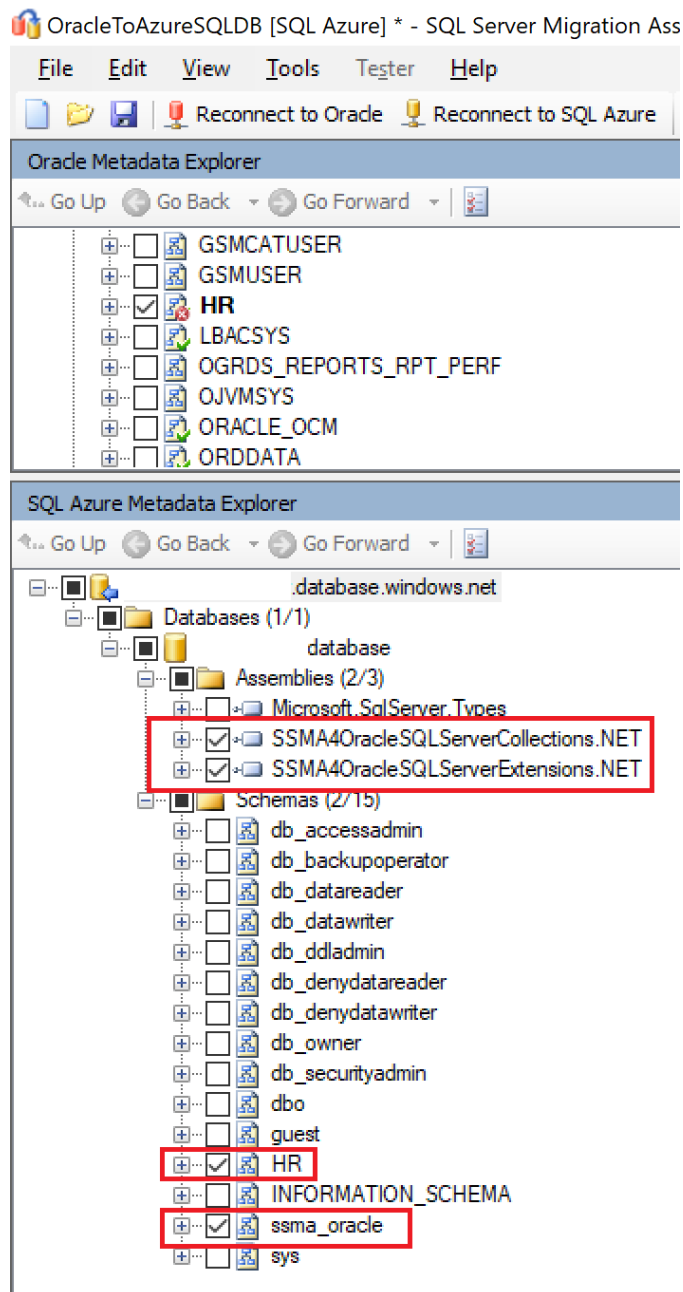 OracleToAzureSQLDB [SQL Azure] * - SQL Server Migration Ass
File Edit View Tools Tester Help
Reconnect to Oracle Reconnect to SQL Azure
Oracle Metadata Explorer
Go Up Go Back Go Forward
GSMCATUSER
GSMUSER
HR
LBACSYS
OGRDS_REPORTS_RPT_PERF
OJVMSYS
ORACLE_OCM
ORDDATA
SQL Azure Metadata Explorer
Go Up Go Back Go Forward
.database.windows.net
Databases (1/1)
database
Assemblies (2/3)
Microsoft.SqlServer.Types
SSMA4OracleSQLServerCollections.NET
SSMA4OracleSQLServerExtensions.NET
Schemas (2/15)
db_accessadmin
db_backupoperator
db_datareader
db_datawriter
db_ddladmin
db_denydatareader
db_denydatawriter
db_owner
db_securityadmin
dbo
guest
HR
INFORMATION_SCHEMA
ssma_oracle
sys